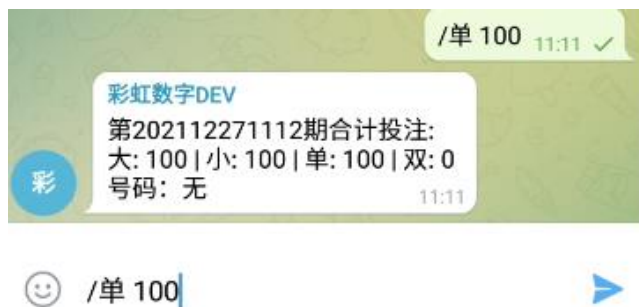 /单 100 11:11
彩虹数字DEV
第202112271112期合计投注:
大: 100 | 小: 100 | 单: 100 | 双: 0
号码：无
11:11
彩
/单 100